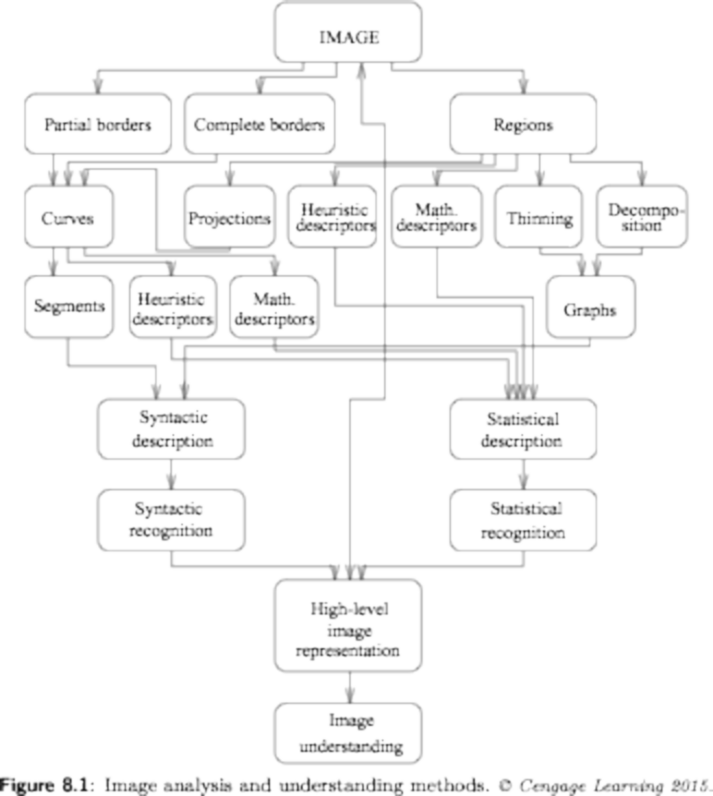 IMAGE
Partial borders
Complete borders
Regions
Curves
Projections
Heuristic
descriptors
Math.
descriptors
Thinning
Decompo-
sition
Segments
Heuristic
descriptors
Math.
descriptors
Graphs
Syntactic
description
Statistical
description
Syntactic
recognition
Statistical
recognition
High-level
image
representation
Image
understanding
Figure 8.1: Image analysis and understanding methods. © Cengage Learning 2015.